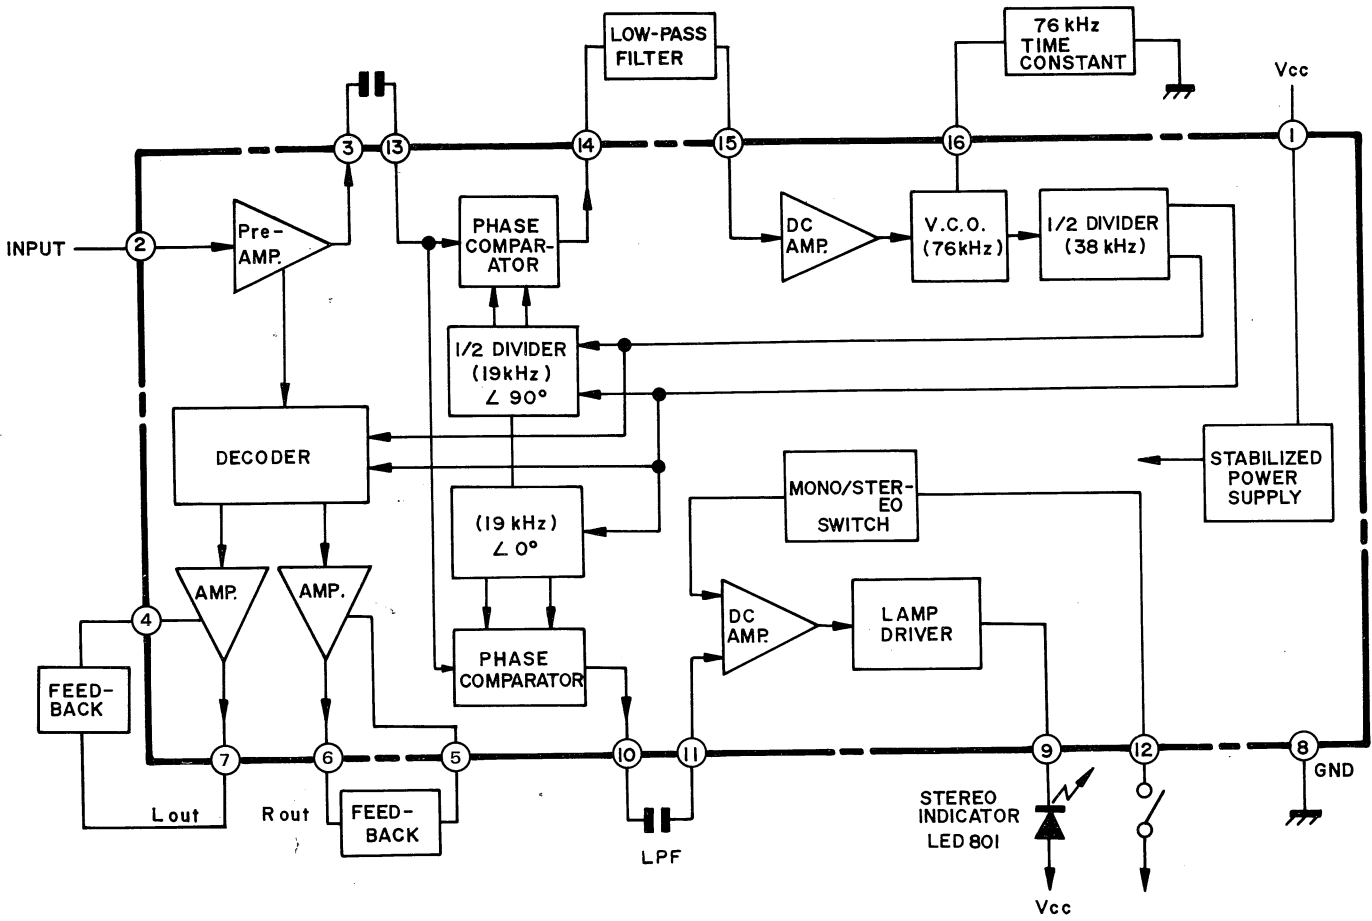 LOW-PASS
FILTER
76 kHz
TIME
CONSTANT
Vcc
3
13
14
15
16
1
INPUT
2
Pre-
AMP.
PHASE
COMPAR-
ATOR
DC
AMP.
V.C.O.
(76kHz)
1/2 DIVIDER
(38 kHz)
1/2 DIVIDER
(19kHz)
∠ 90°
DECODER
(19 kHz)
∠ 0°
MONO/STER-
EO
SWITCH
STABILIZED
POWER
SUPPLY
AMP.
AMP.
4
PHASE
COMPARATOR
DC
AMP.
LAMP
DRIVER
FEED-
BACK
7
6
5
10
11
9
12
8
GND
L out
R out
FEED-
BACK
LPF
STEREO
INDICATOR
LED 801
Vcc